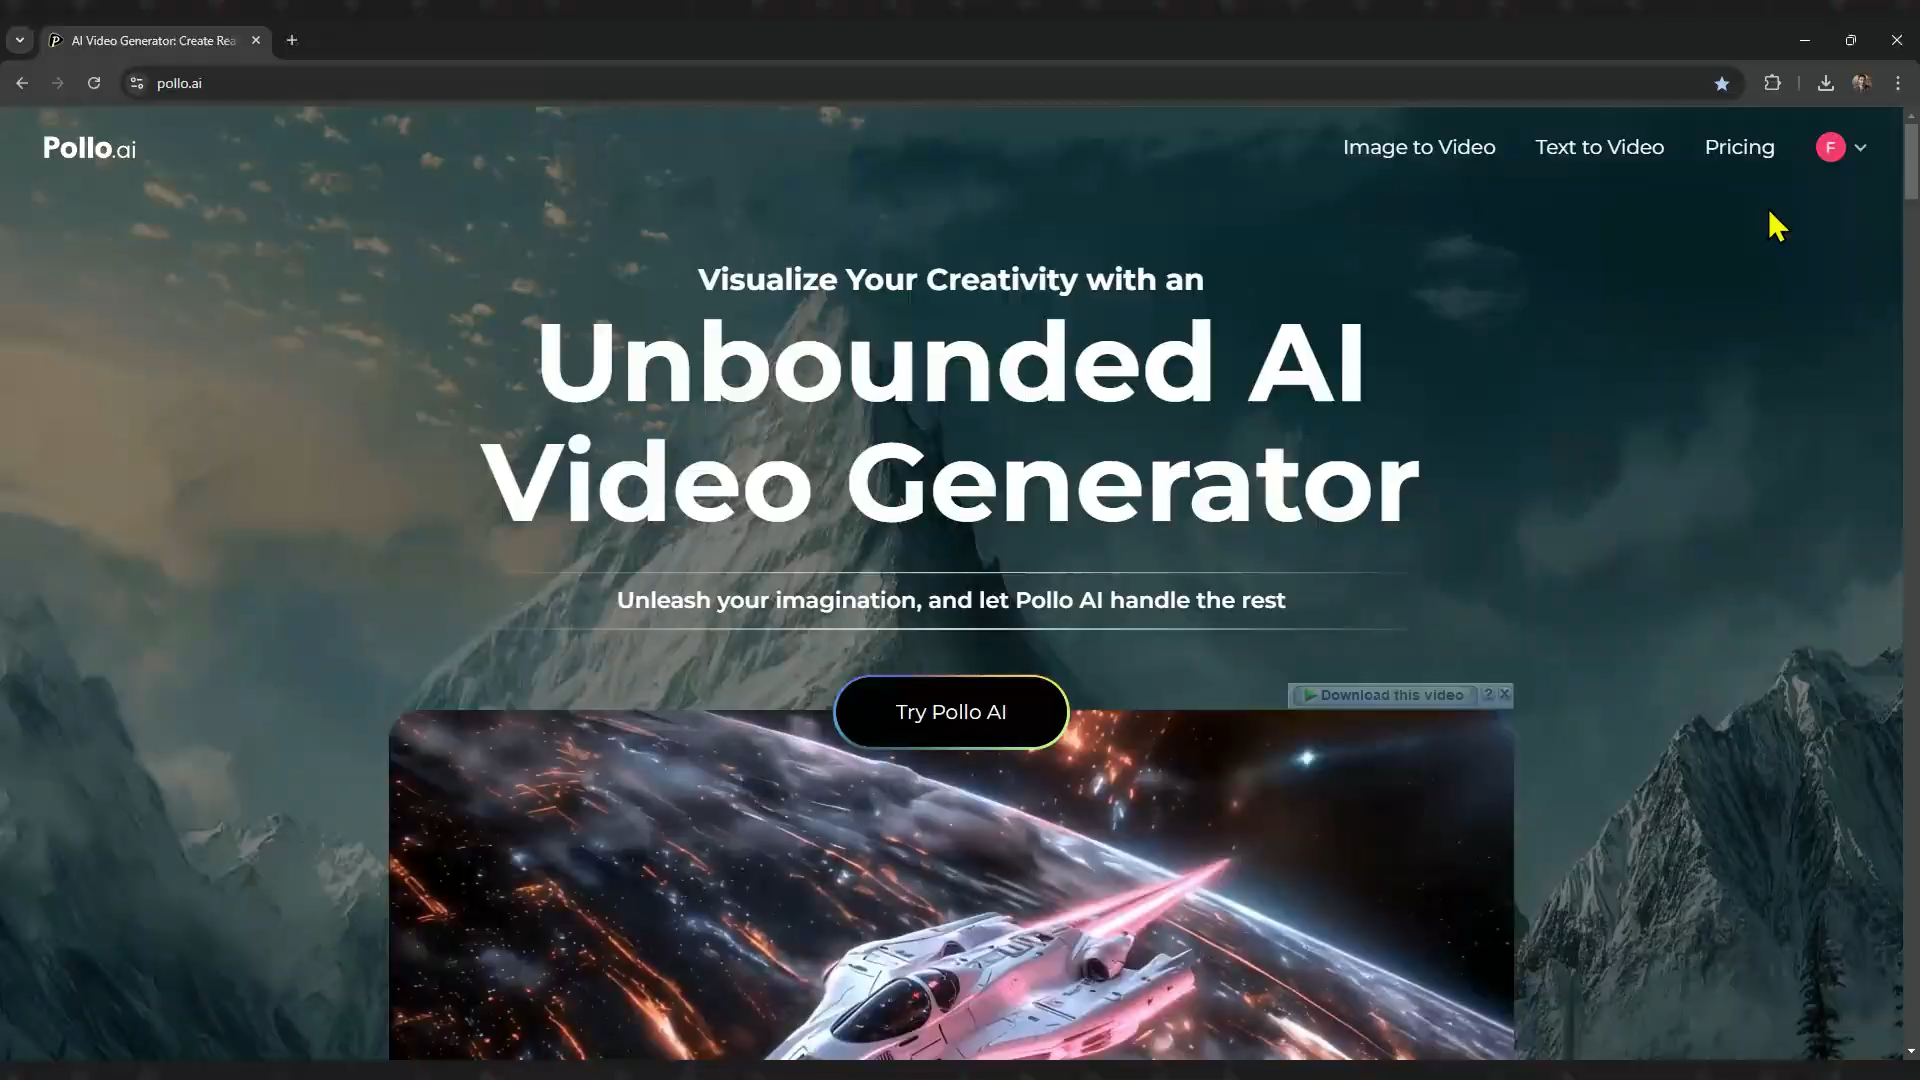 AI Video Generator: Create Rea
pollo.ai
Pollo.ai
Image to Video
Text to Video
Pricing
F
Visualize Your Creativity with an
Unbounded AI
Video Generator
Unleash your imagination, and let Pollo AI handle the rest
Try Pollo AI
Download this video
?